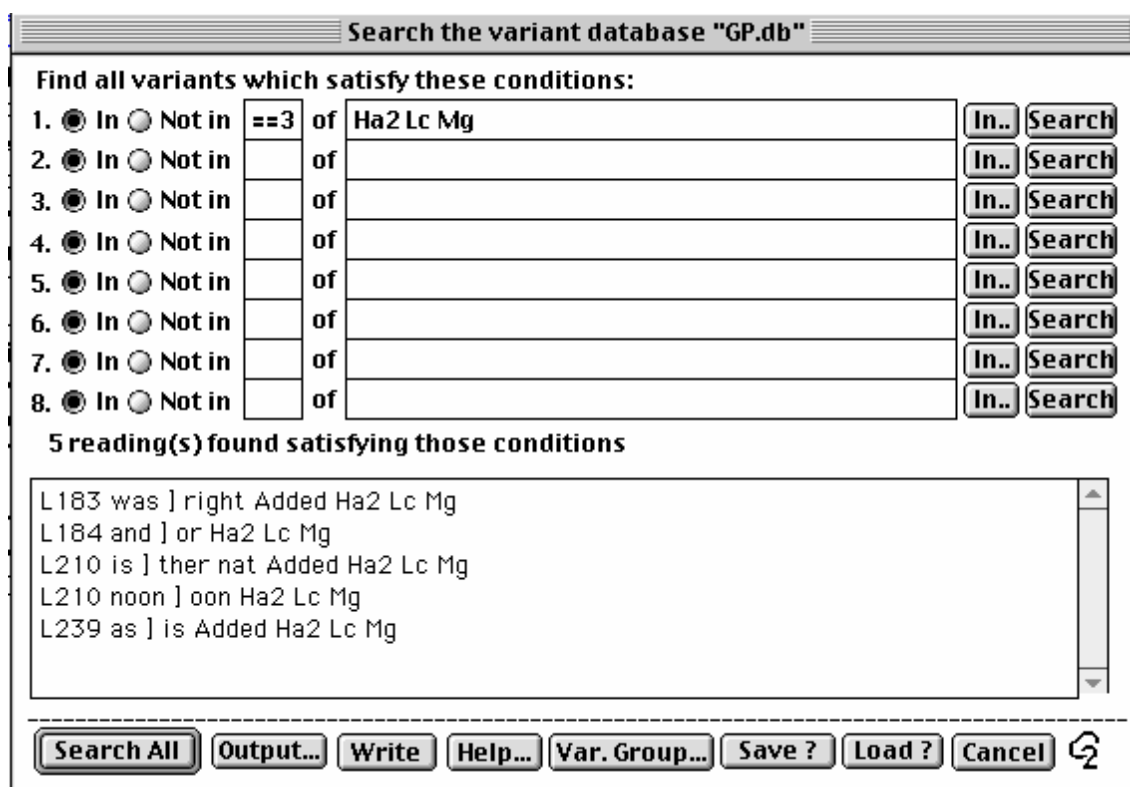 Search the variant database "GP.db"
Find all variants which satisfy these conditions:
1. In Not in ==3 of Ha2 Lc Mg In.. Search
2. In Not in of In.. Search
3. In Not in of In.. Search
4. In Not in of In.. Search
5. In Not in of In.. Search
6. In Not in of In.. Search
7. In Not in of In.. Search
8. In Not in of In.. Search
5 reading(s) found satisfying those conditions
L183 was ] right Added Ha2 Lc Mg
L184 and ] or Ha2 Lc Mg
L210 is ] ther nat Added Ha2 Lc Mg
L210 noon ] oon Ha2 Lc Mg
L239 as ] is Added Ha2 Lc Mg
Search All Output... Write Help... Var. Group... Save ? Load ? Cancel